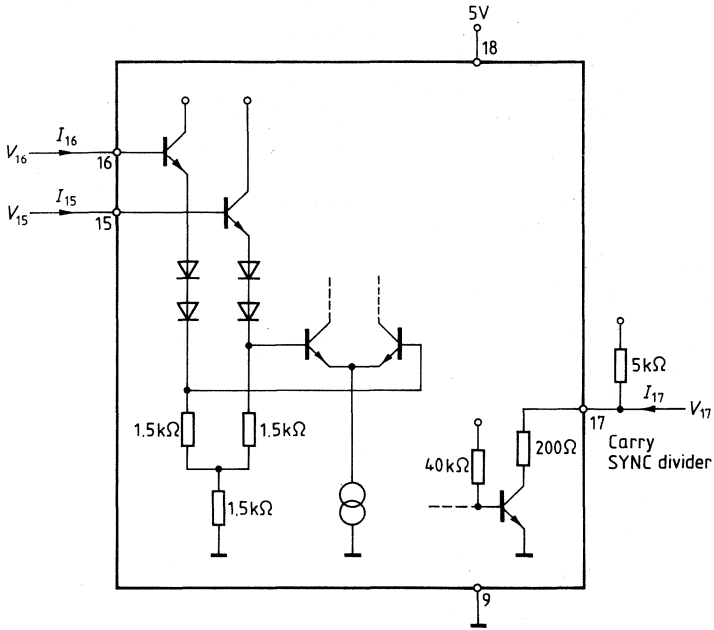 5V
18
I16
V16
16
I15
V15
15
5kΩ
I17
V17
17
1.5kΩ
1.5kΩ
40kΩ
200Ω
Carry
SYNC divider
1.5kΩ
9